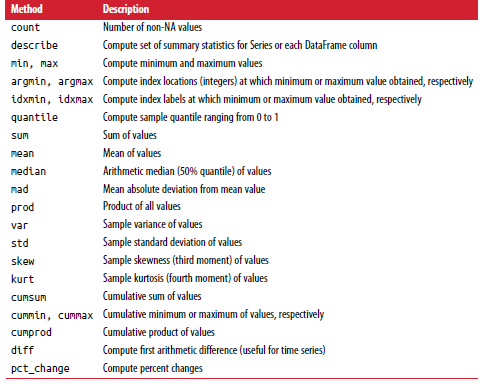 Method Description
count Number of non-NA values
describe Compute set of summary statistics for Series or each DataFrame column
min, max Compute minimum and maximum values
argmin, argmax Compute index locations (integers) at which minimum or maximum value obtained, respectively
idxmin, idxmax Compute index labels at which minimum or maximum value obtained, respectively
quantile Compute sample quantile ranging from 0 to 1
sum Sum of values
mean Mean of values
median Arithmetic median (50% quantile) of values
mad Mean absolute deviation from mean value
prod Product of all values
var Sample variance of values
std Sample standard deviation of values
skew Sample skewness (third moment) of values
kurt Sample kurtosis (fourth moment) of values
cumsum Cumulative sum of values
cummin, cummax Cumulative minimum or maximum of values, respectively
cumprod Cumulative product of values
diff Compute first arithmetic difference (useful for time series)
pct_change Compute percent changes